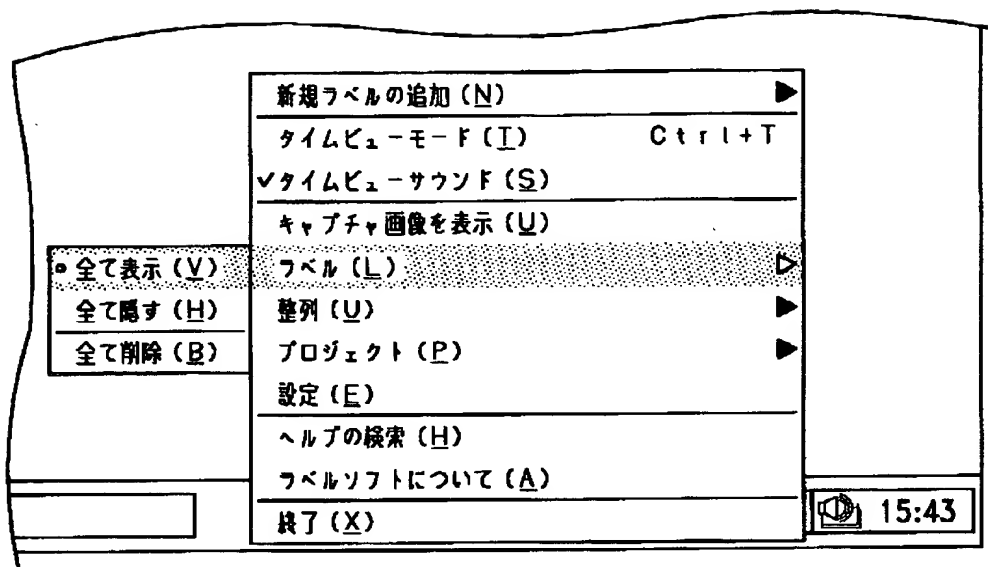 新規ラベルの追加(N)
タイムビューモード(T) Ctrl+T
✓タイムビューサウンド(S)
キャプチャ画像を表示(U)
ラベル(L)
整列(U)
プロジェクト(P)
設定(E)
ヘルプの検索(H)
ラベルソフトについて(A)
終了(X)
全て表示(V)
全て隠す(H)
全て削除(B)
15:43